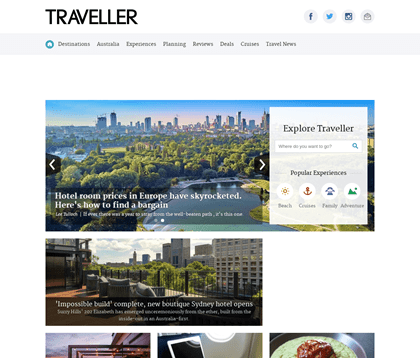 TRAVELLER
Destinations Australia Experiences Planning Reviews Deals Cruises Travel News
Explore Traveller
Where do you want to go?
Popular Experiences
Beach Cruises Family Adventure
Hotel room prices in Europe have skyrocketed.
Here's how to find a bargain
Lee Tulloch | If ever there was a year to stray from the well-beaten path, it's this one
'Impossible build' complete, new boutique Sydney hotel opens
Surry Hills' 202 Elizabeth has emerged unceremoniously from the ether, built from the
inside-out in an Australia-first